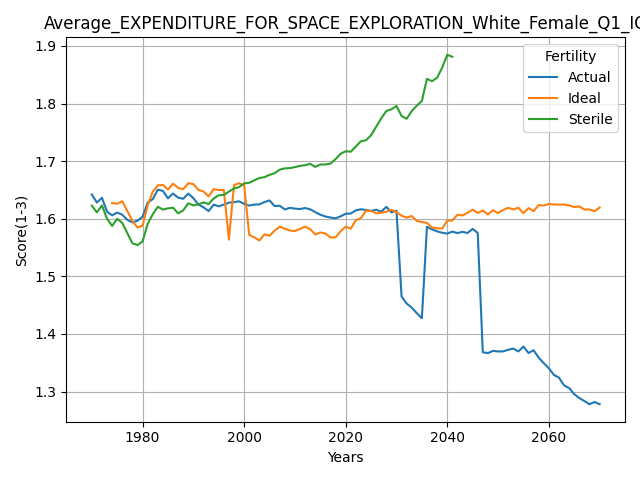 Average_EXPENDITURE_FOR_SPACE_EXPLORATION_White_Female_Q1_IC
Fertility
Actual
Ideal
Sterile
Score(1-3)
1.9
1.8
1.7
1.6
1.5
1.4
1.3
1980
2000
2020
2040
2060
Years